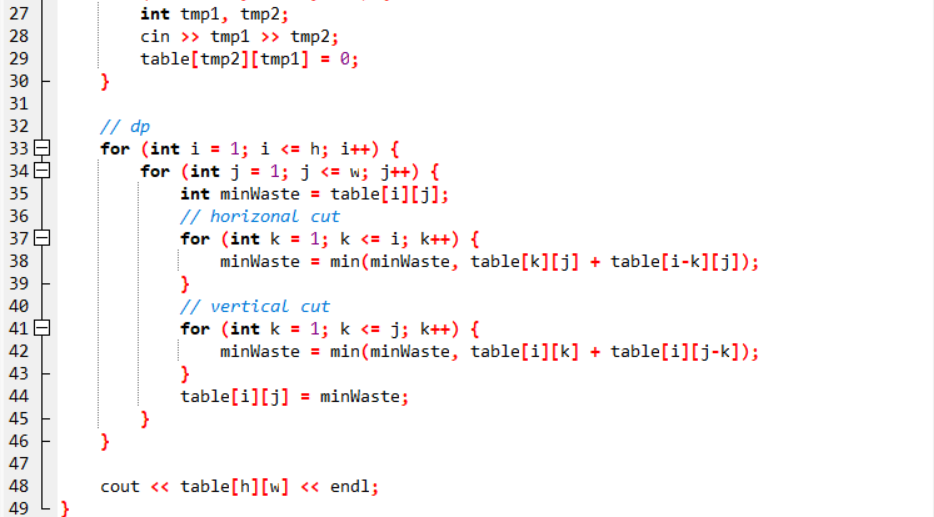 27 int tmp1, tmp2;
28 cin >> tmp1 >> tmp2;
29 table[tmp2][tmp1] = 0;
30 }
31
32 // dp
33 for (int i = 1; i <= h; i++) {
34 for (int j = 1; j <= w; j++) {
35 int minWaste = table[i][j];
36 // horizonal cut
37 for (int k = 1; k <= i; k++) {
38 minWaste = min(minWaste, table[k][j] + table[i-k][j]);
39 }
40 // vertical cut
41 for (int k = 1; k <= j; k++) {
42 minWaste = min(minWaste, table[i][k] + table[i][j-k]);
43 }
44 table[i][j] = minWaste;
45 }
46 }
47
48 cout << table[h][w] << endl;
49 }